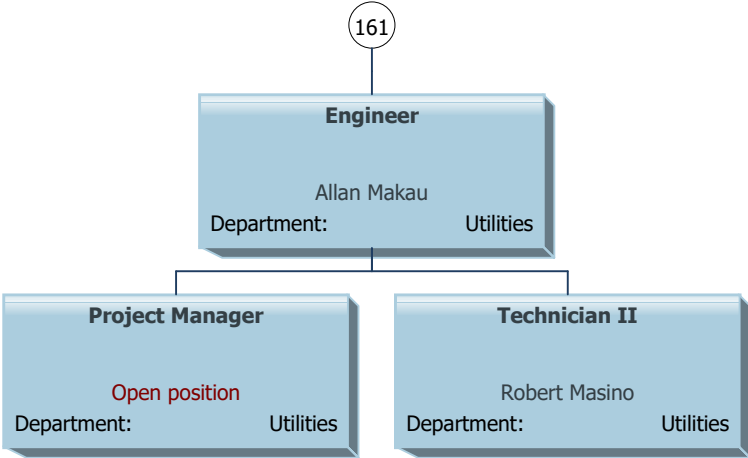 161
Engineer
Allan Makau
Department: Utilities
Project Manager
Open position
Department: Utilities
Technician II
Robert Masino
Department: Utilities